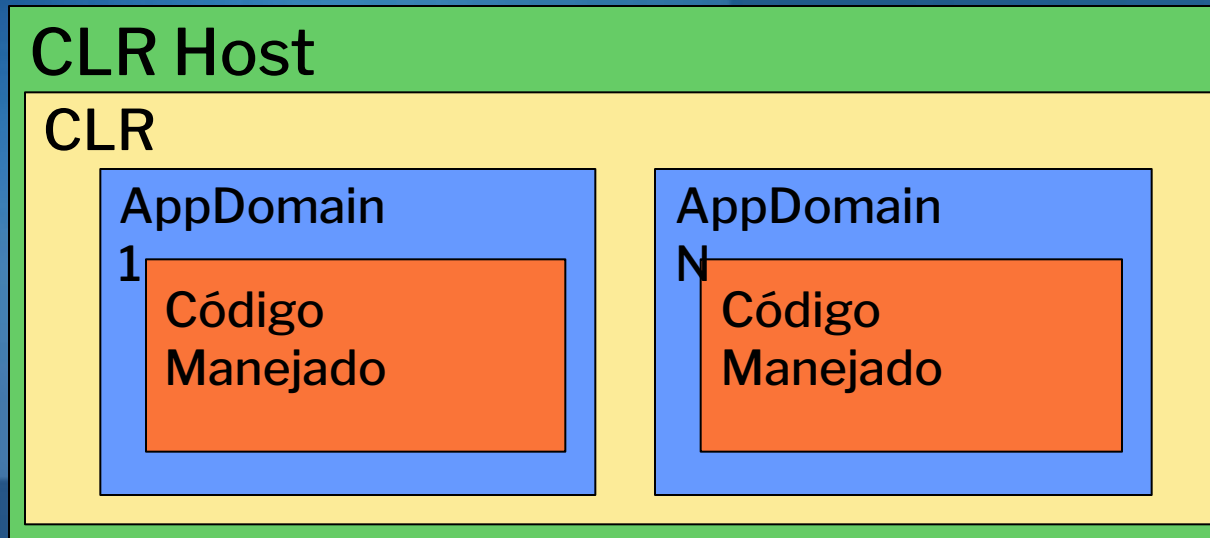 CLR Host
CLR
AppDomain
1
Código
Manejado
AppDomain
N
Código
Manejado